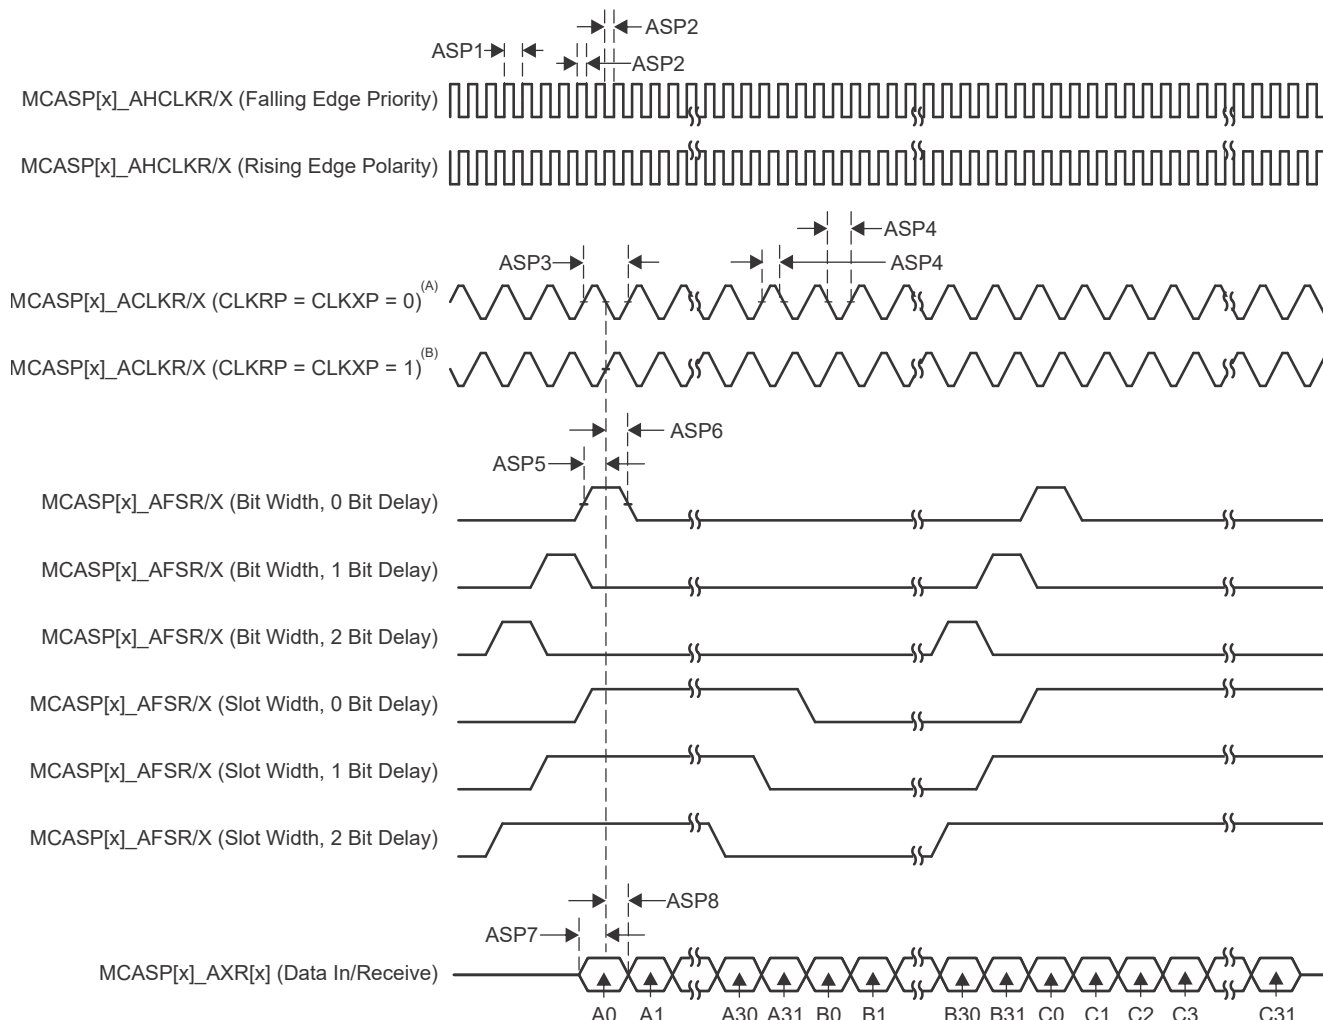 ASP2
ASP1
ASP2
MCASP[x]_AHCLKR/X (Falling Edge Priority)
MCASP[x]_AHCLKR/X (Rising Edge Polarity)
ASP4
ASP3
ASP4
MCASP[x]_ACLKR/X (CLKRP = CLKXP = 0)(A)
MCASP[x]_ACLKR/X (CLKRP = CLKXP = 1)(B)
ASP6
ASP5
MCASP[x]_AFSR/X (Bit Width, 0 Bit Delay)
MCASP[x]_AFSR/X (Bit Width, 1 Bit Delay)
MCASP[x]_AFSR/X (Bit Width, 2 Bit Delay)
MCASP[x]_AFSR/X (Slot Width, 0 Bit Delay)
MCASP[x]_AFSR/X (Slot Width, 1 Bit Delay)
MCASP[x]_AFSR/X (Slot Width, 2 Bit Delay)
ASP8
ASP7
MCASP[x]_AXR[x] (Data In/Receive)
A0 A1 A30 A31 B0 B1 B30 B31 C0 C1 C2 C3 C31